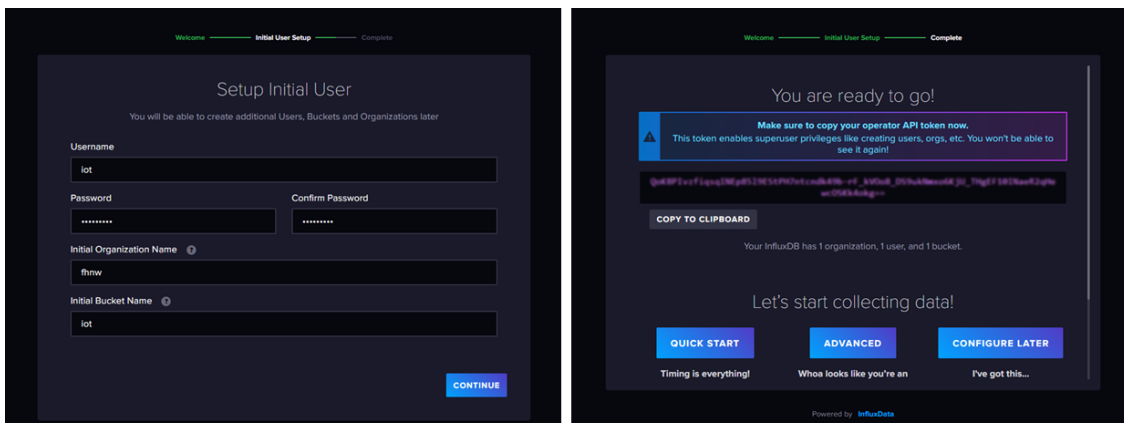 Welcome Initial User Setup Complete
Setup Initial User
You will be able to create additional Users, Buckets and Organizations later
Username
iot
Password Confirm Password
Initial Organization Name
fhnw
Initial Bucket Name
iot
CONTINUE
Welcome Initial User Setup Complete
You are ready to go!
Make sure to copy your operator API token now.
This token enables superuser privileges like creating users, orgs, etc. You won't be able to
see it again!
COPY TO CLIPBOARD
Your InfluxDB has 1 organization, 1 user, and 1 bucket.
Let's start collecting data!
QUICK START ADVANCED CONFIGURE LATER
Timing is everything! Whoa looks like you're an I've got this...
Powered by InfluxData